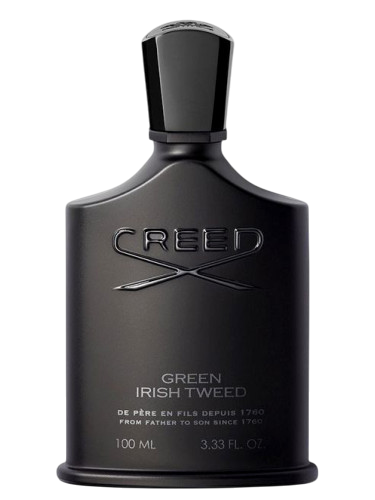 CREED
GREEN
IRISH TWEED
DE PÈRE EN FILS DEPUIS 1760
FROM FATHER TO SON SINCE 1760
100 ML 3.33 FL. OZ.